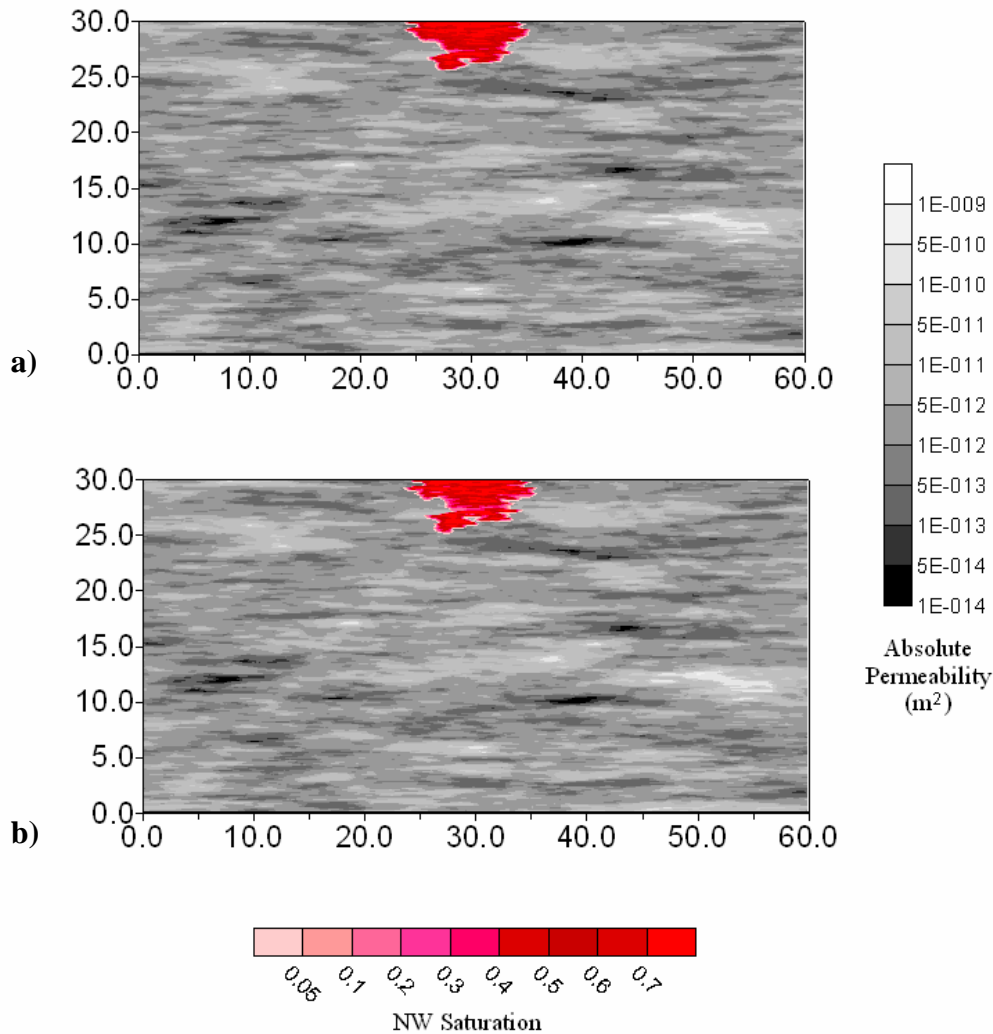 30.0
25.0
20.0
15.0
10.0
5.0
0.0
a)
0.0 10.0 20.0 30.0 40.0 50.0 60.0
30.0
25.0
20.0
15.0
10.0
5.0
0.0
b)
0.0 10.0 20.0 30.0 40.0 50.0 60.0
1E-009
5E-010
1E-010
5E-011
1E-011
5E-012
1E-012
5E-013
1E-013
5E-014
1E-014
Absolute
Permeability
(m²)
0.05 0.1 0.2 0.3 0.4 0.5 0.6 0.7
NW Saturation